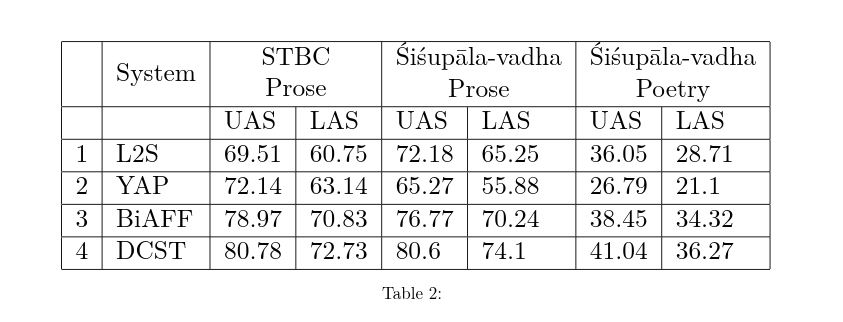 System STBC Śiśupāla-vadha Śiśupāla-vadha
Prose Prose Poetry
UAS LAS UAS LAS UAS LAS
1 L2S 69.51 60.75 72.18 65.25 36.05 28.71
2 YAP 72.14 63.14 65.27 55.88 26.79 21.1
3 BiAFF 78.97 70.83 76.77 70.24 38.45 34.32
4 DCST 80.78 72.73 80.6 74.1 41.04 36.27
Table 2: